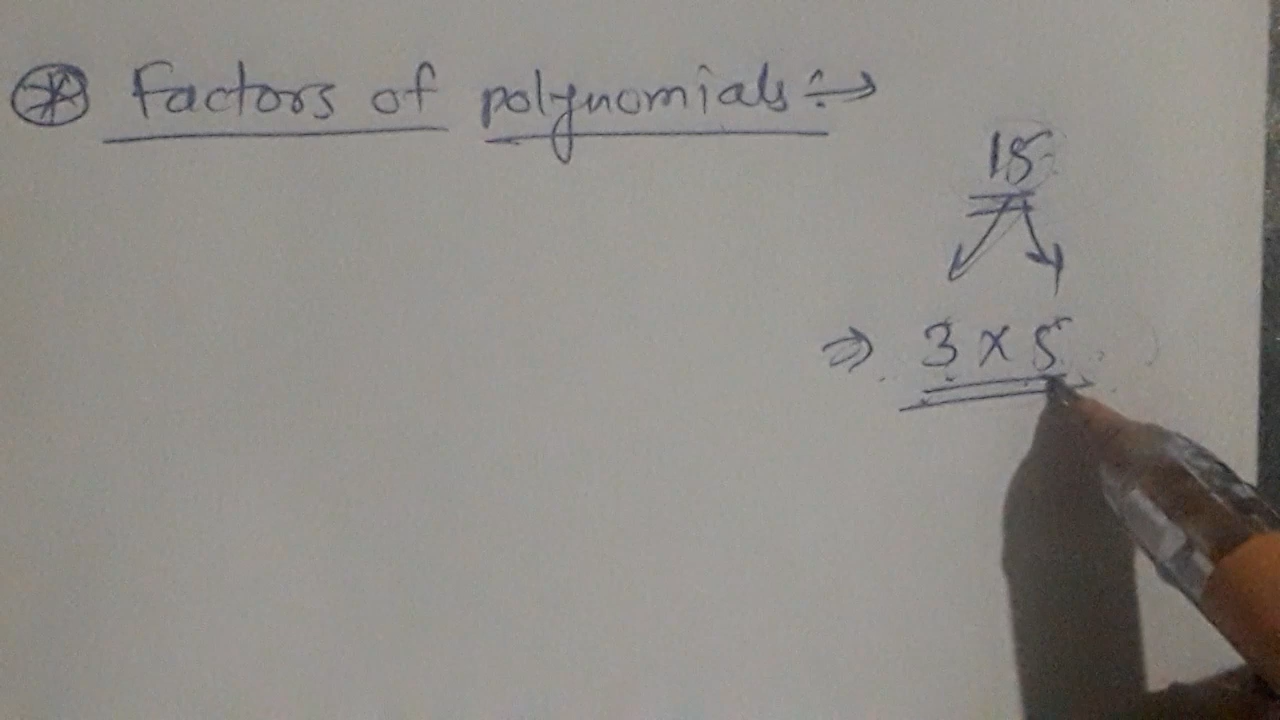 ✱ Factors of polynomials :→
15
⇒ 3 × 5